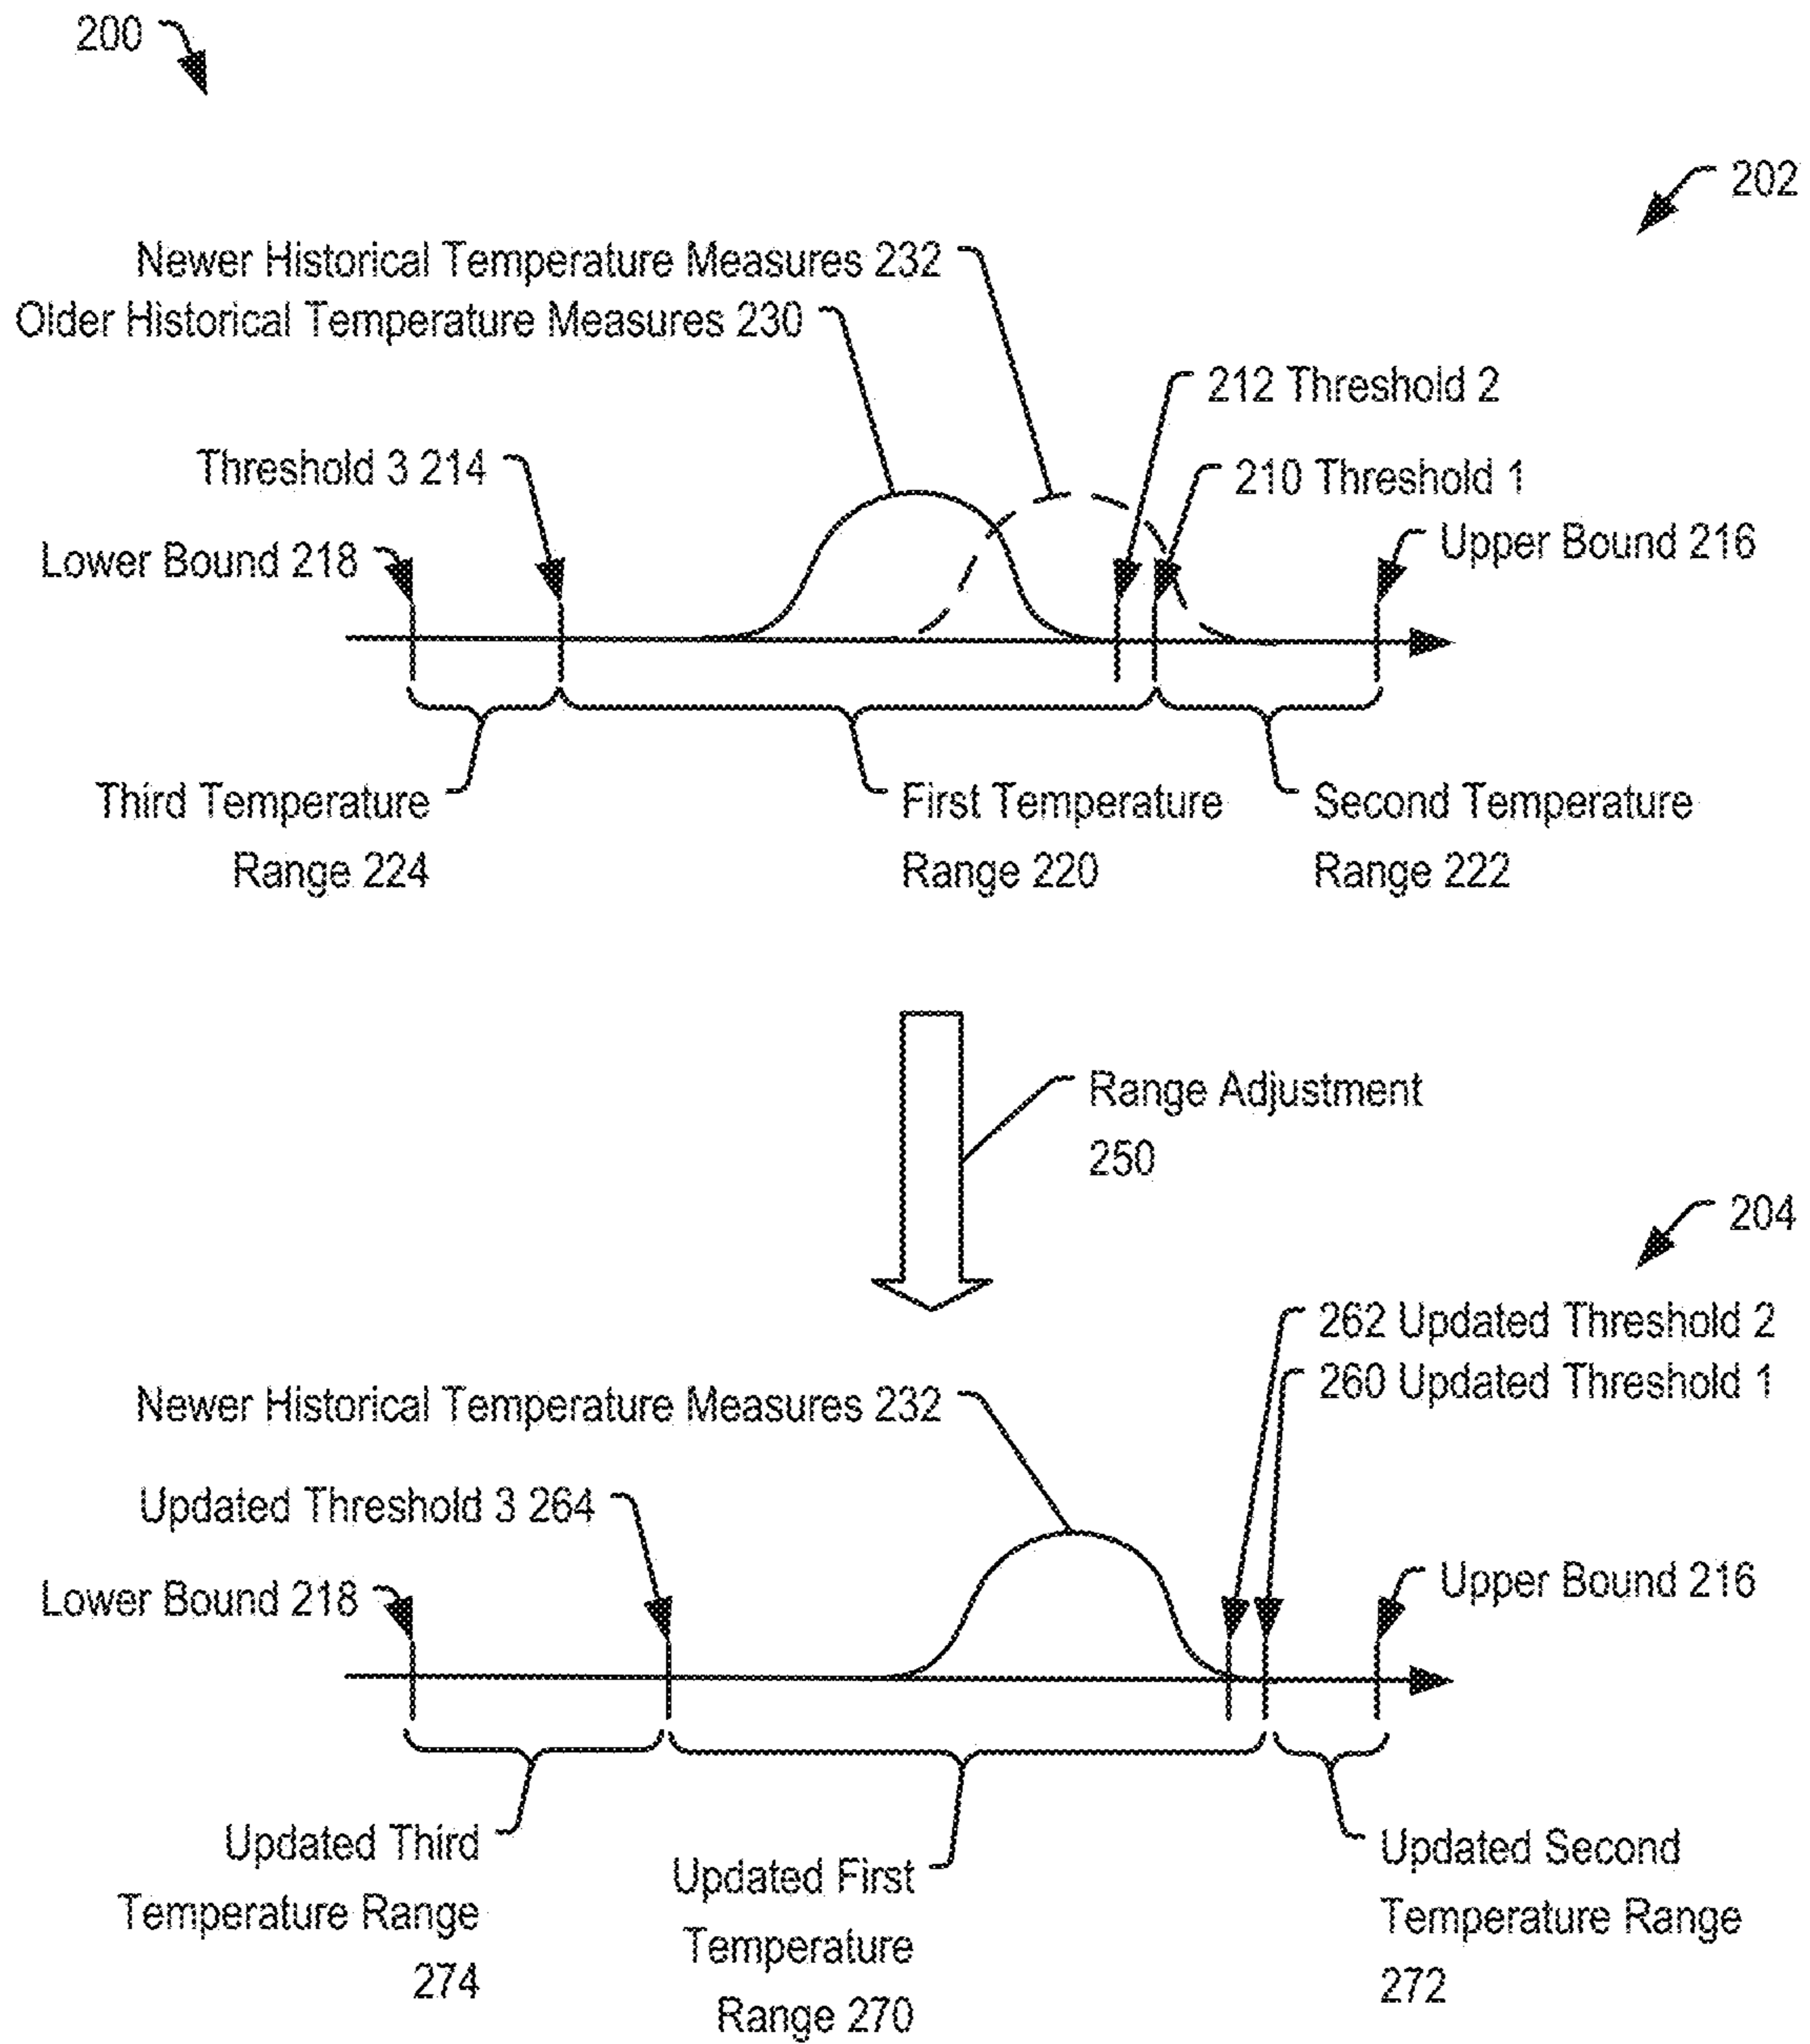 200
202
Newer Historical Temperature Measures 232
Older Historical Temperature Measures 230
212 Threshold 2
Threshold 3 214
210 Threshold 1
Lower Bound 218
Upper Bound 216
Third Temperature
Range 224
First Temperature
Range 220
Second Temperature
Range 222
Range Adjustment
250
204
262 Updated Threshold 2
260 Updated Threshold 1
Newer Historical Temperature Measures 232
Updated Threshold 3 264
Lower Bound 218
Upper Bound 216
Updated Third
Temperature Range
274
Updated First
Temperature
Range 270
Updated Second
Temperature Range
272